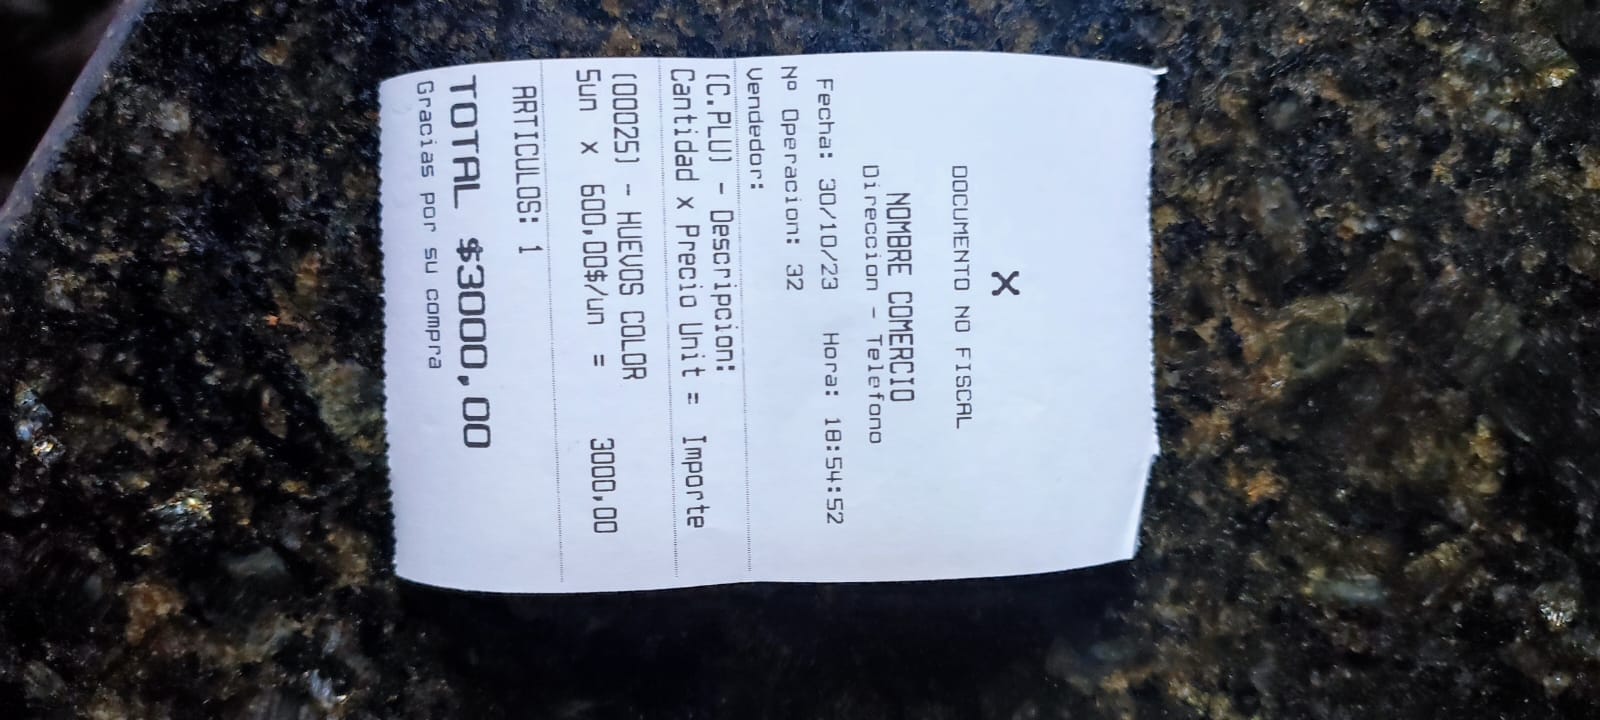 X
DOCUMENTO NO FISCAL
NOMBRE COMERCIO
Direccion - Telefono
Fecha: 30/10/23 Hora: 18:54:52
Nº Operacion: 32
Vendedor:
(C.PLU) - Descripcion:
Cantidad x Precio Unit = Importe
(00025) - HUEVOS COLOR
5un x 600,00$/un = 3000,00
ARTICULOS: 1
TOTAL $3000,00
Gracias por su compra